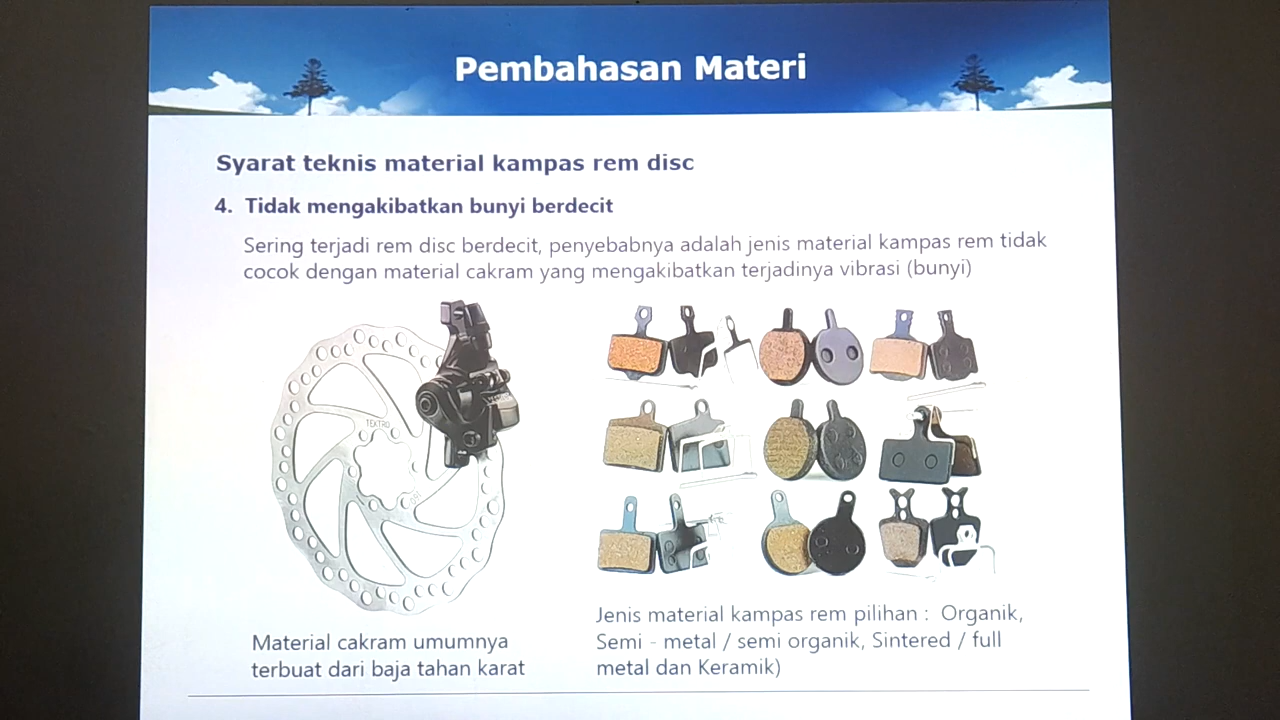 Pembahasan Materi
Syarat teknis material kampas rem disc
4. Tidak mengakibatkan bunyi berdecit
Sering terjadi rem disc berdecit, penyebabnya adalah jenis material kampas rem tidak
cocok dengan material cakram yang mengakibatkan terjadinya vibrasi (bunyi)
TEKTRO
Material cakram umumnya
terbuat dari baja tahan karat
Jenis material kampas rem pilihan : Organik,
Semi - metal / semi organik, Sintered / full
metal dan Keramik)